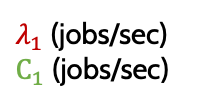 λ₁ (jobs/sec)
C₁ (jobs/sec)